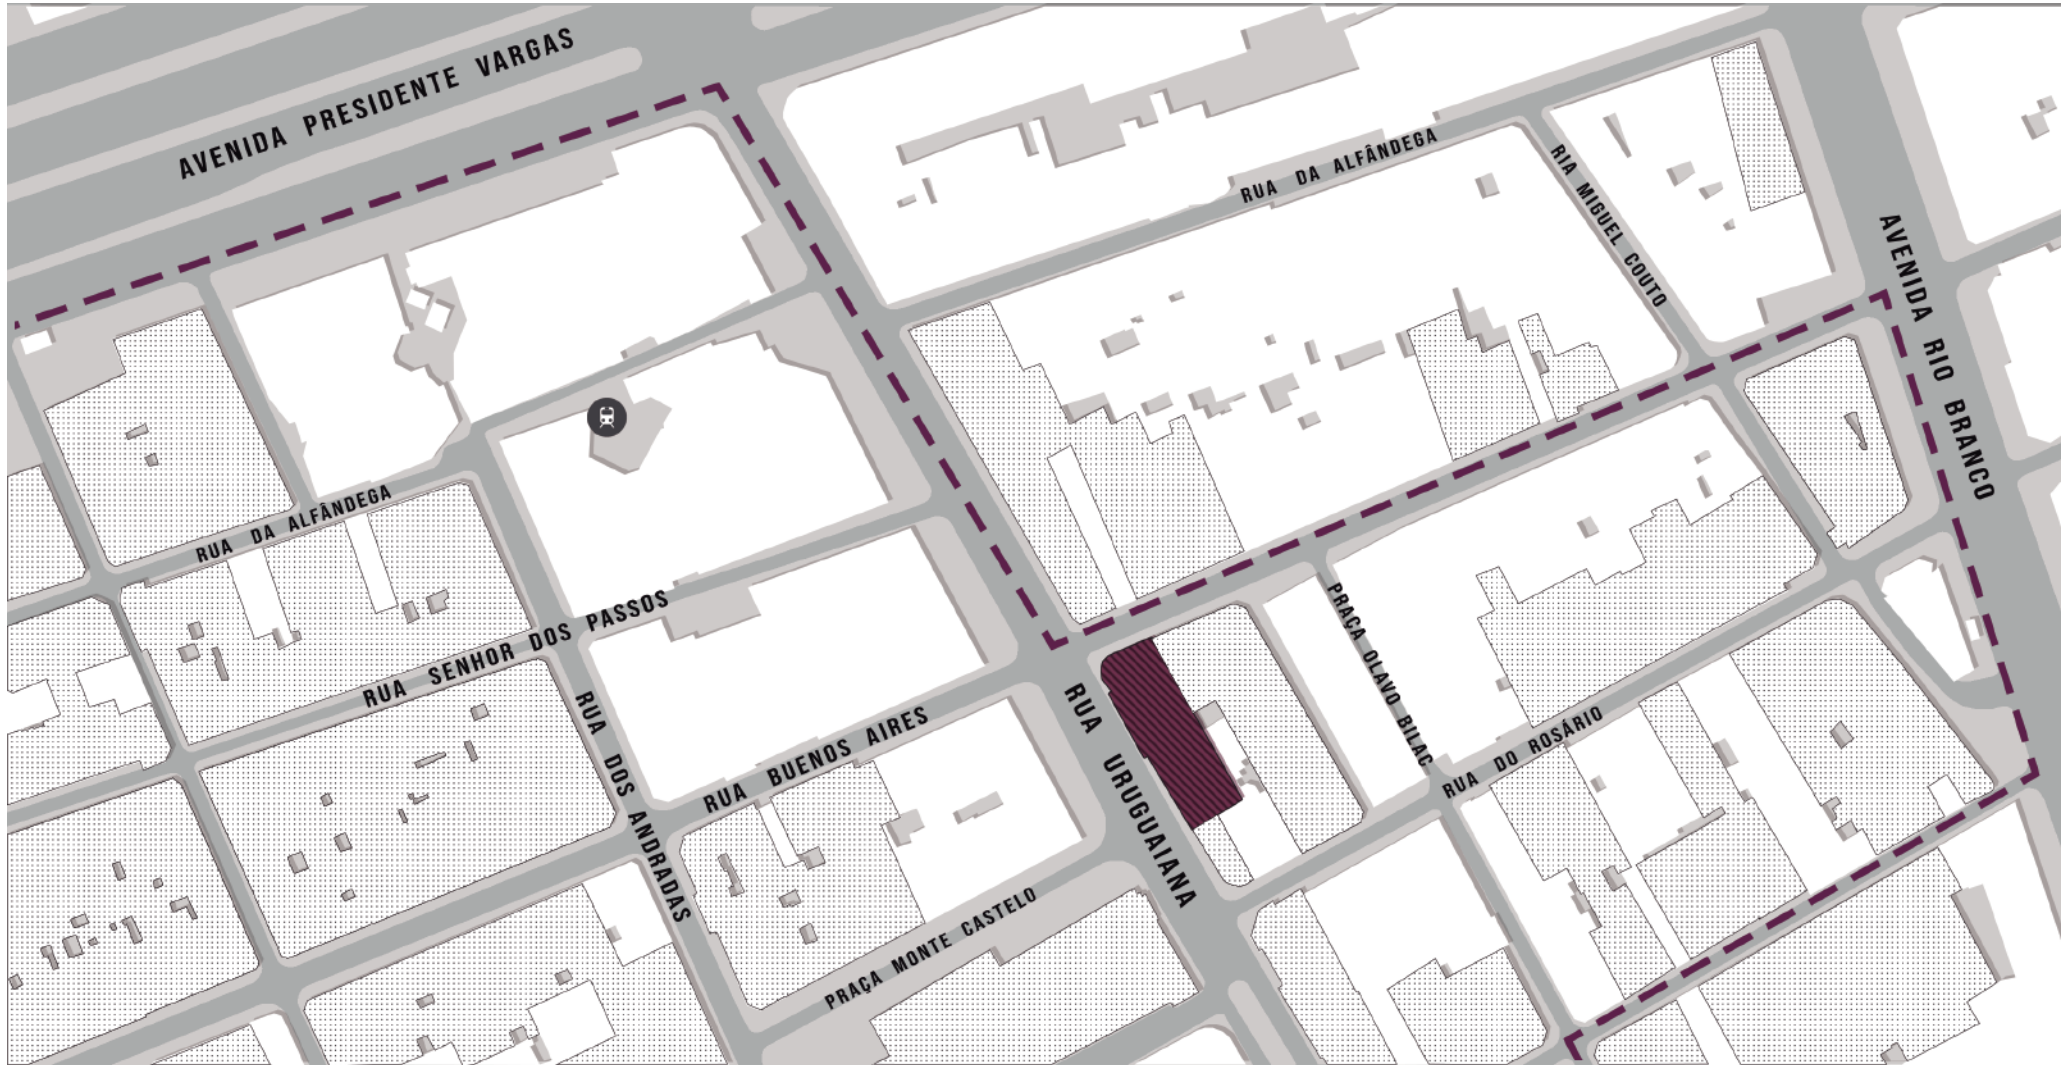 AVENIDA PRESIDENTE VARGAS
RUA DA ALFÂNDEGA
RIA MIGUEL COUTO
AVENIDA RIO BRANCO
RUA DA ALFÂNDEGA
RUA SENHOR DOS PASSOS
RUA DOS ANDRADAS
RUA BUENOS AIRES
RUA URUGUAIANA
PRAÇA OLAVO BILAC
RUA DO ROSÁRIO
PRAÇA MONTE CASTELO